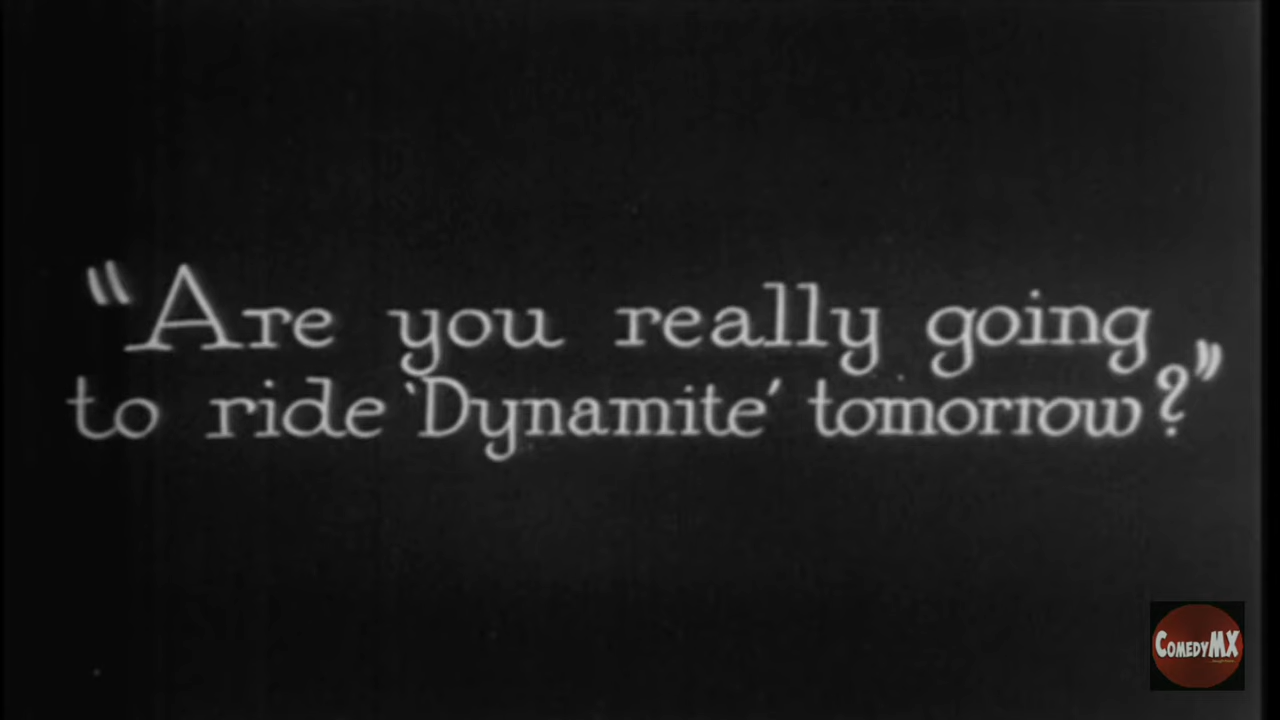 “Are you really going
to ride ‘Dynamite’ tomorrow?”
COMEDYMX